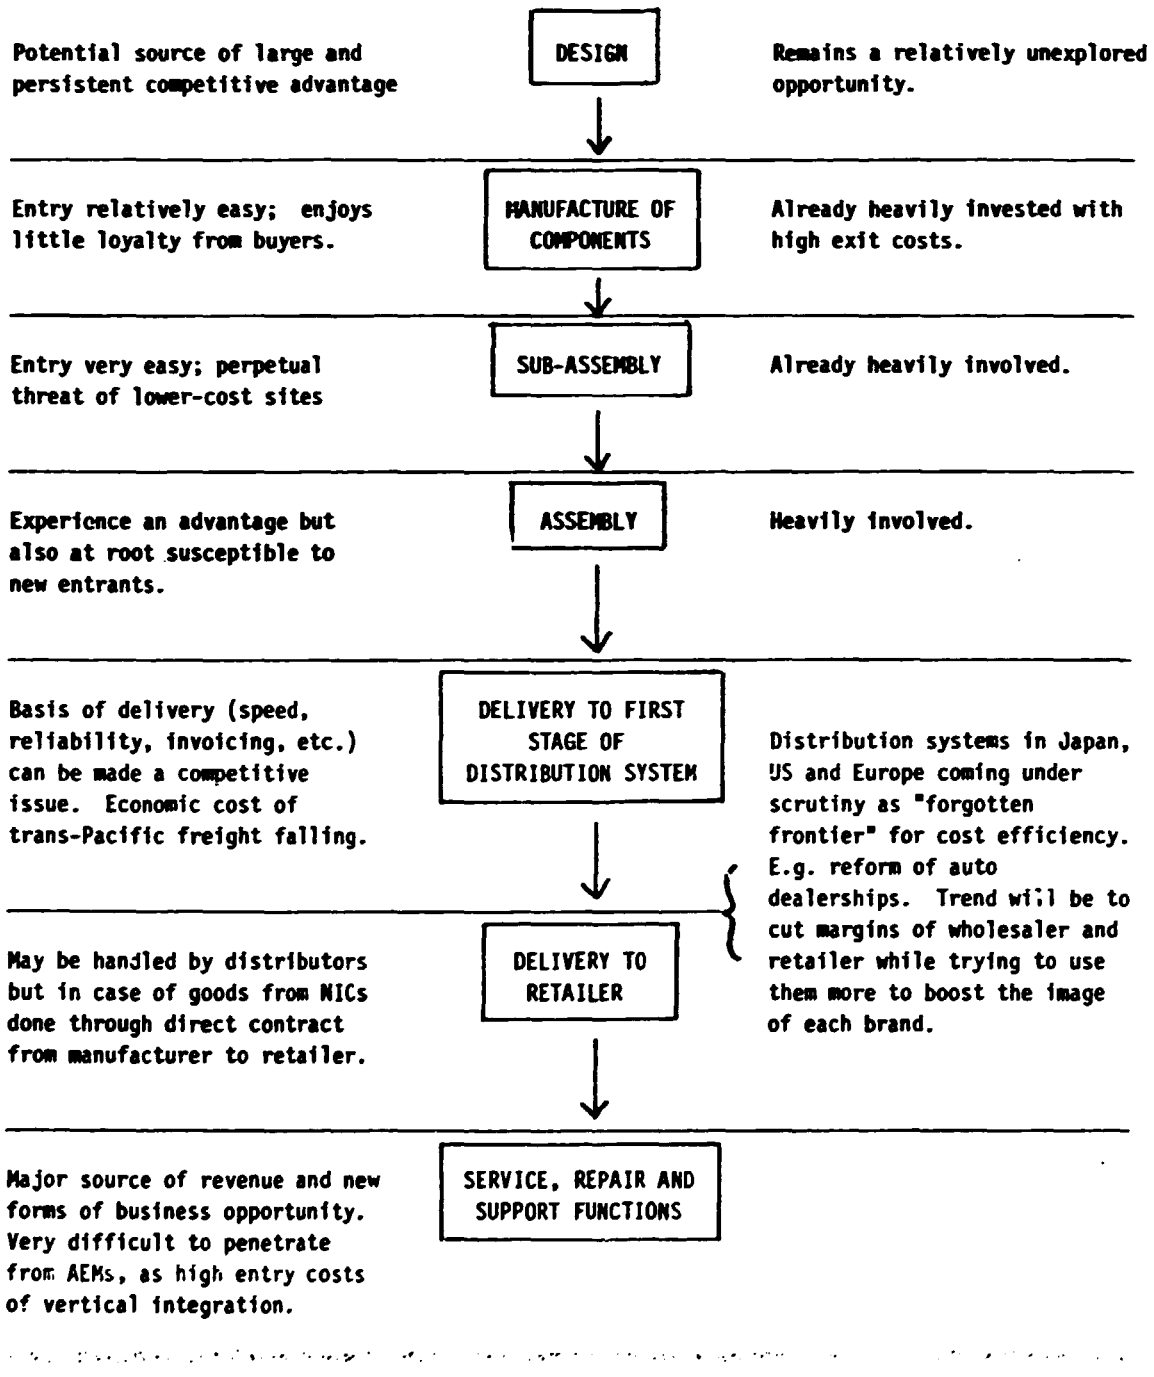 Potential source of large and
persistent competitive advantage
DESIGN
Remains a relatively unexplored
opportunity.
Entry relatively easy; enjoys
little loyalty from buyers.
MANUFACTURE OF
COMPONENTS
Already heavily invested with
high exit costs.
Entry very easy; perpetual
threat of lower-cost sites
SUB-ASSEMBLY
Already heavily involved.
Experience an advantage but
also at root susceptible to
new entrants.
ASSEMBLY
Heavily involved.
Basis of delivery (speed,
reliability, invoicing, etc.)
can be made a competitive
issue. Economic cost of
trans-Pacific freight falling.
DELIVERY TO FIRST
STAGE OF
DISTRIBUTION SYSTEM
Distribution systems in Japan,
US and Europe coming under
scrutiny as "forgotten
frontier" for cost efficiency.
E.g. reform of auto
dealerships. Trend will be to
cut margins of wholesaler and
retailer while trying to use
them more to boost the image
of each brand.
May be handled by distributors
but in case of goods from NICs
done through direct contract
from manufacturer to retailer.
DELIVERY TO
RETAILER
Major source of revenue and new
forms of business opportunity.
Very difficult to penetrate
from AEMs, as high entry costs
of vertical integration.
SERVICE, REPAIR AND
SUPPORT FUNCTIONS